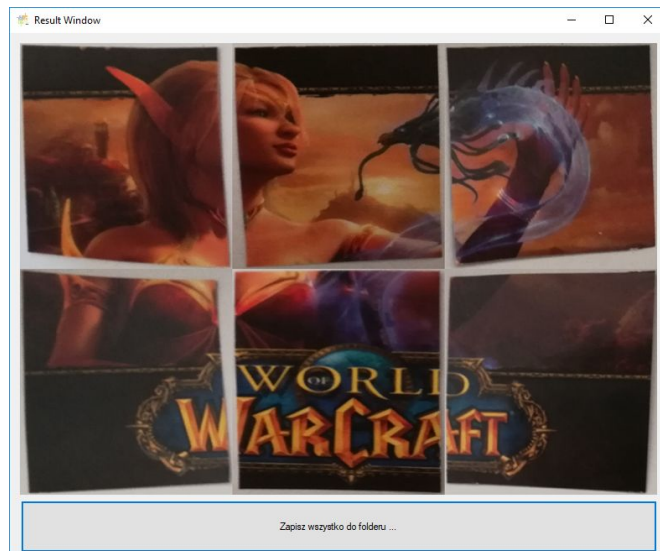 Result Window
WORLD
OF
WARCRAFT
Zapisz wszystko do folderu ...